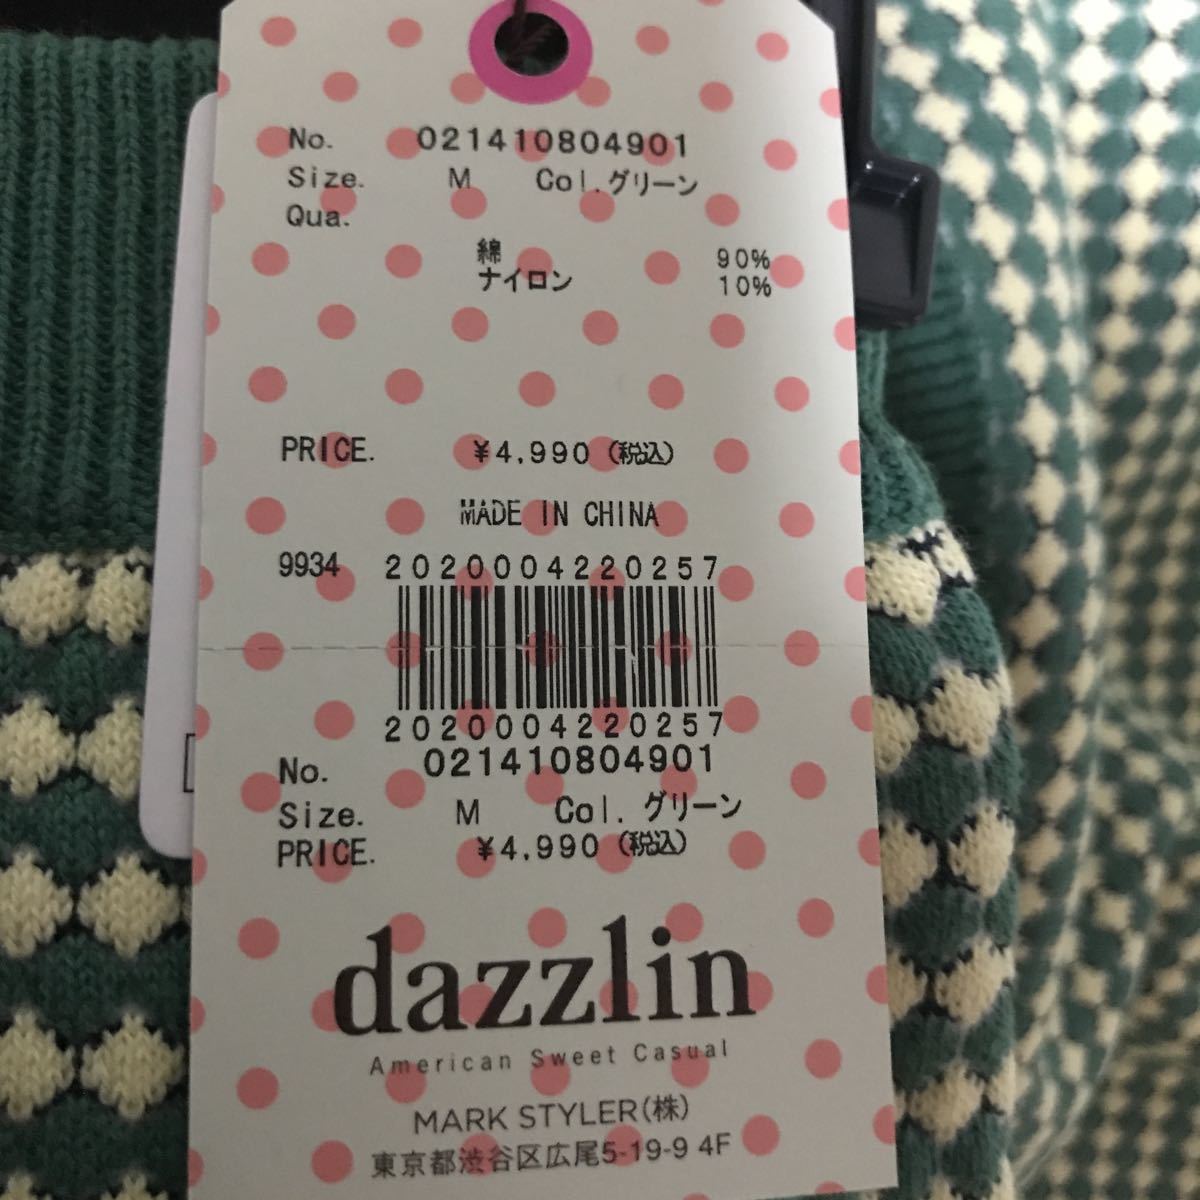 No. 021410804901
Size. M Col.グリーン
Qua.
綿 90%
ナイロン 10%
PRICE. ¥4,990(税込)
MADE IN CHINA
9934 2020004220257
2020004220257
No. 021410804901
Size. M Col.グリーン
PRICE. ¥4,990(税込)
dazzlin
American Sweet Casual
MARK STYLER(株)
東京都渋谷区広尾5-19-9 4F